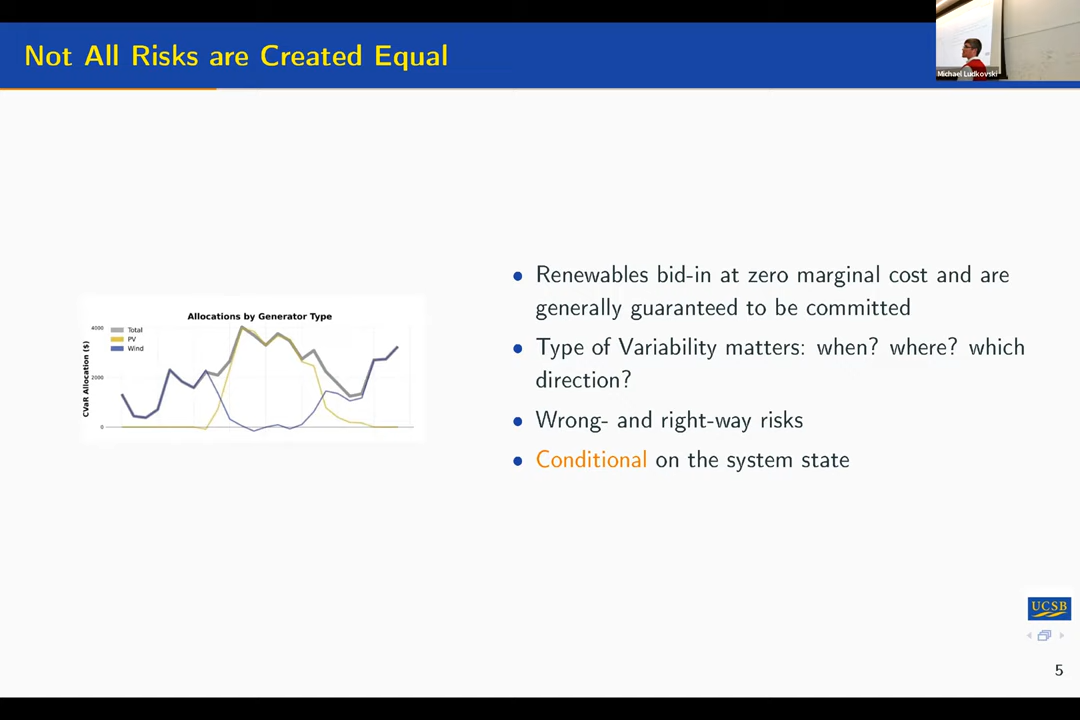 Not All Risks are Created Equal
Michael Ludkovski
Allocations by Generator Type
CVaR Allocation ($)
4000
2000
0
Total
PV
Wind
• Renewables bid-in at zero marginal cost and are
generally guaranteed to be committed
• Type of Variability matters: when? where? which
direction?
• Wrong- and right-way risks
• Conditional on the system state
UCSB
5